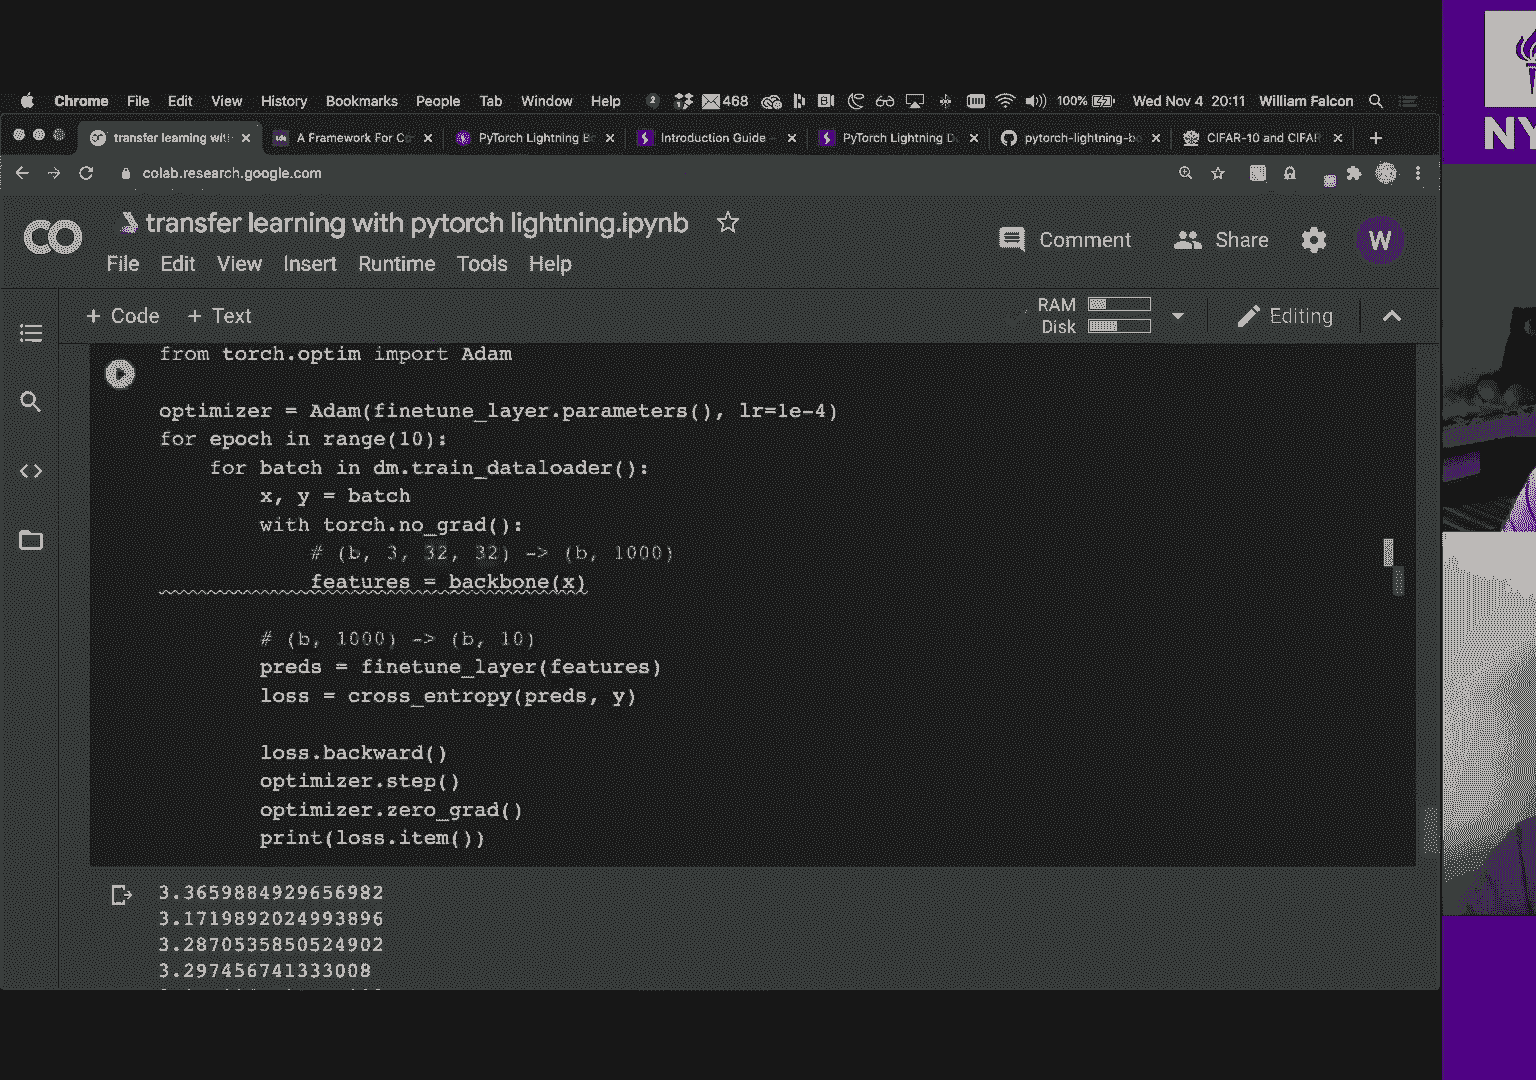 Chrome File Edit View History Bookmarks People Tab Window Help 2 468 100% Wed Nov 4 20:11 William Falcon
transfer learning wit A Framework For Co PyTorch Lightning B Introduction Guide PyTorch Lightning D pytorch-lightning-bo CIFAR-10 and CIFAR
colab.research.google.com
CO transfer learning with pytorch lightning.ipynb
Comment Share W
File Edit View Insert Runtime Tools Help
+ Code + Text
RAM
Disk
Editing
from torch.optim import Adam
optimizer = Adam(finetune_layer.parameters(), lr=1e-4)
for epoch in range(10):
for batch in dm.train_dataloader():
x, y = batch
with torch.no_grad():
# (b, 3, 32, 32) -> (b, 1000)
features = backbone(x)
# (b, 1000) -> (b, 10)
preds = finetune_layer(features)
loss = cross_entropy(preds, y)
loss.backward()
optimizer.step()
optimizer.zero_grad()
print(loss.item())
3.3659884929656982
3.1719892024993896
3.2870535850524902
3.297456741333008
NY